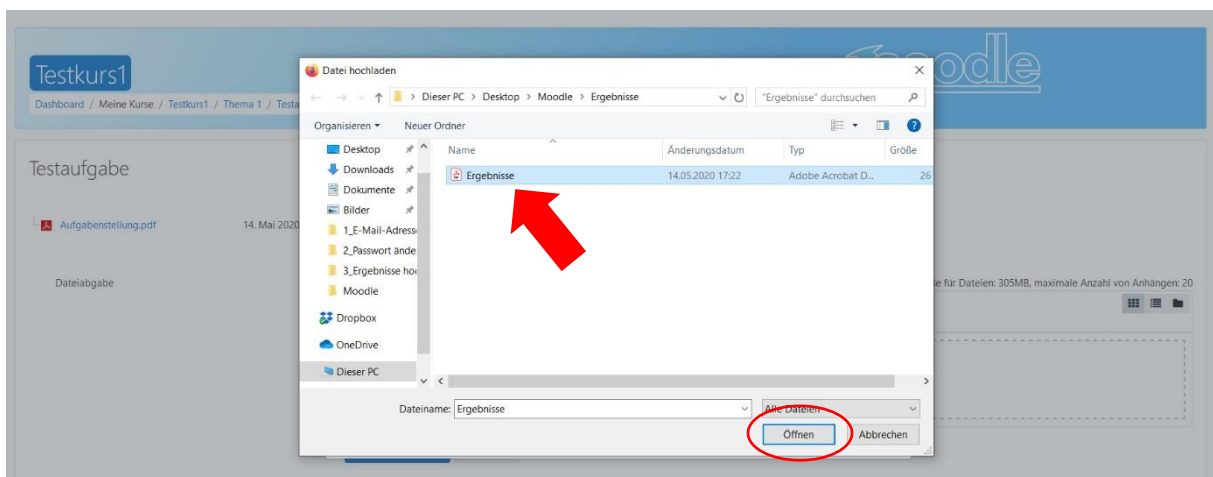 moodle
Testkurs1
Dashboard / Meine Kurse / Testkurs1 / Thema 1 / Testa
Testaufgabe
Aufgabenstellung.pdf 14. Mai 2020
Dateiabgabe
e für Dateien: 305MB, maximale Anzahl von Anhängen: 20
Datei hochladen
Dieser PC > Desktop > Moodle > Ergebnisse
"Ergebnisse" durchsuchen
Organisieren Neuer Ordner
Name Änderungsdatum Typ Größe
Ergebnisse 14.05.2020 17:22 Adobe Acrobat D... 26
Desktop
Downloads
Dokumente
Bilder
1_E-Mail-Adress
2_Passwort ände
3_Ergebnisse ho
Moodle
Dropbox
OneDrive
Dieser PC
Dateiname: Ergebnisse
Alle Dateien
Öffnen Abbrechen